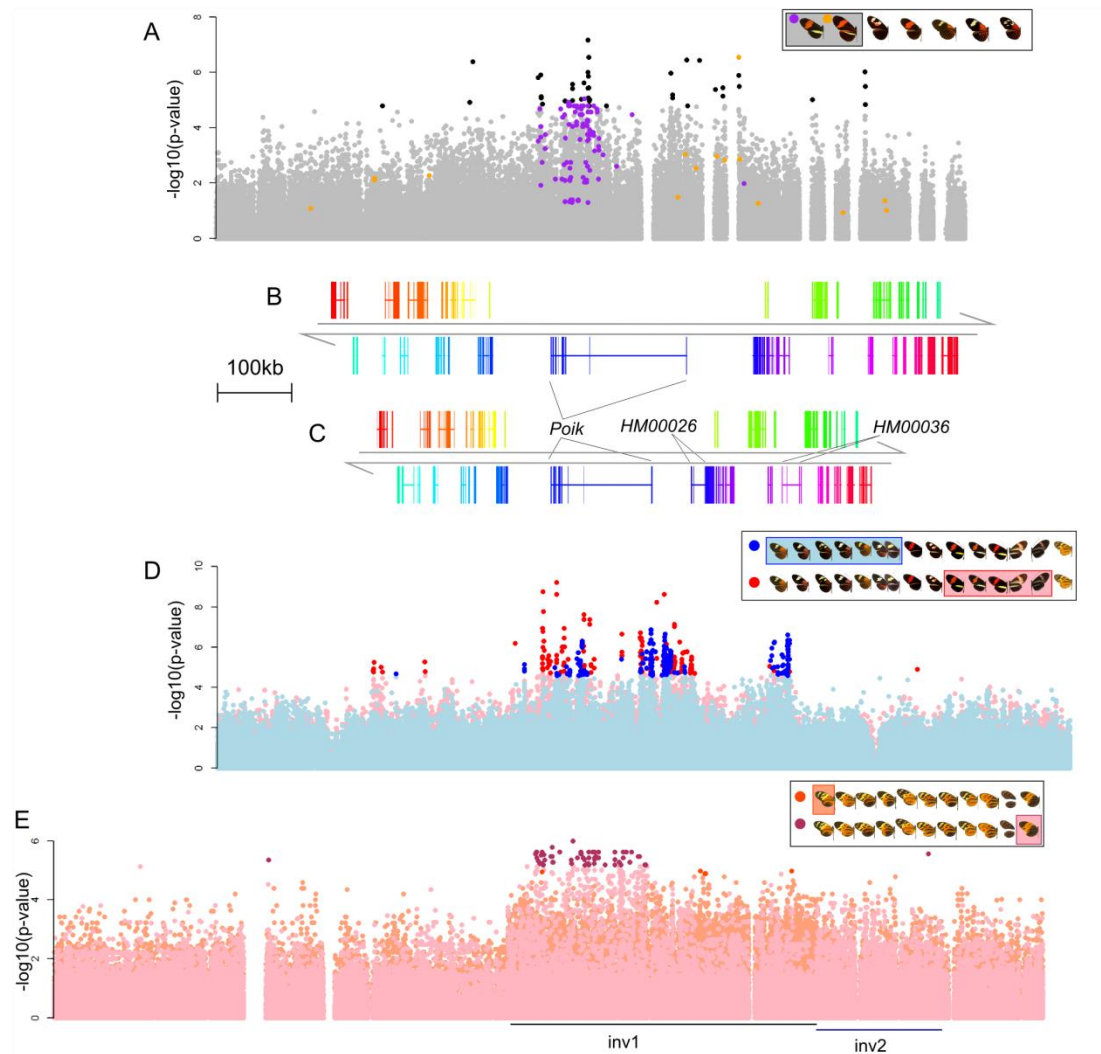 A
-log10(p-value)
8
6
4
2
0
B
100kb
C
Poik
HM00026
HM00036
D
-log10(p-value)
10
8
6
4
2
0
E
-log10(p-value)
6
4
2
0
inv1
inv2